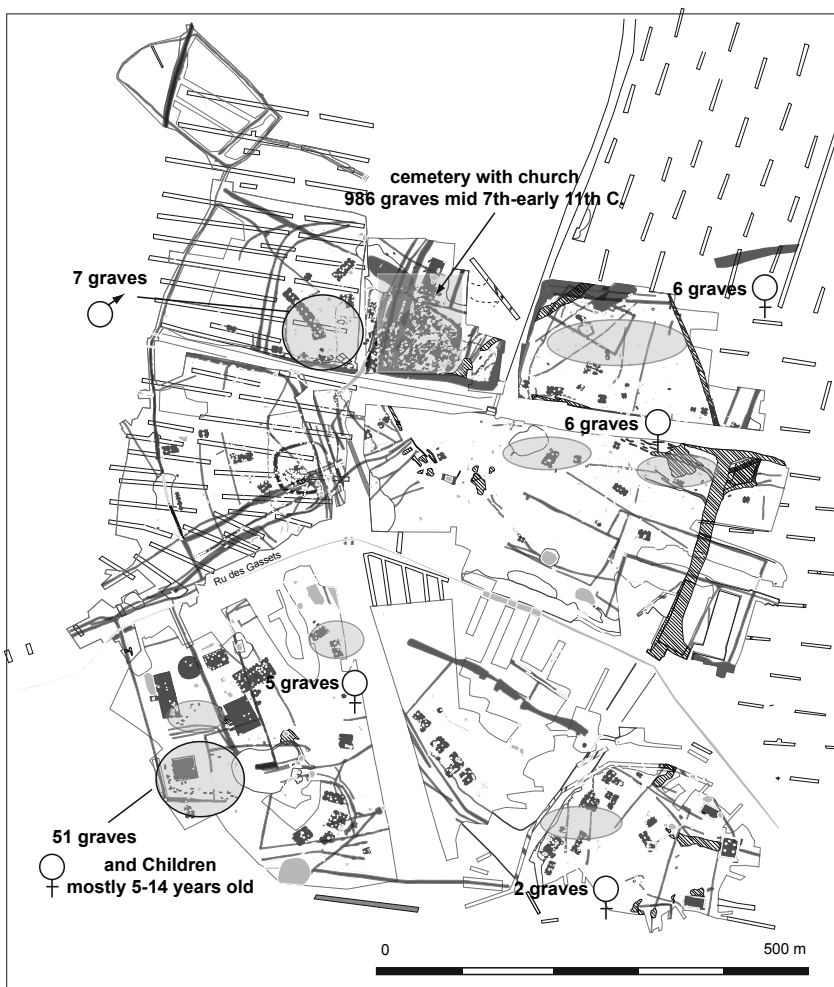 cemetery with church
986 graves mid 7th-early 11th C.
7 graves
6 graves
6 graves
Ru des Gassets
5 graves
51 graves
and Children
mostly 5-14 years old
2 graves
0
500 m